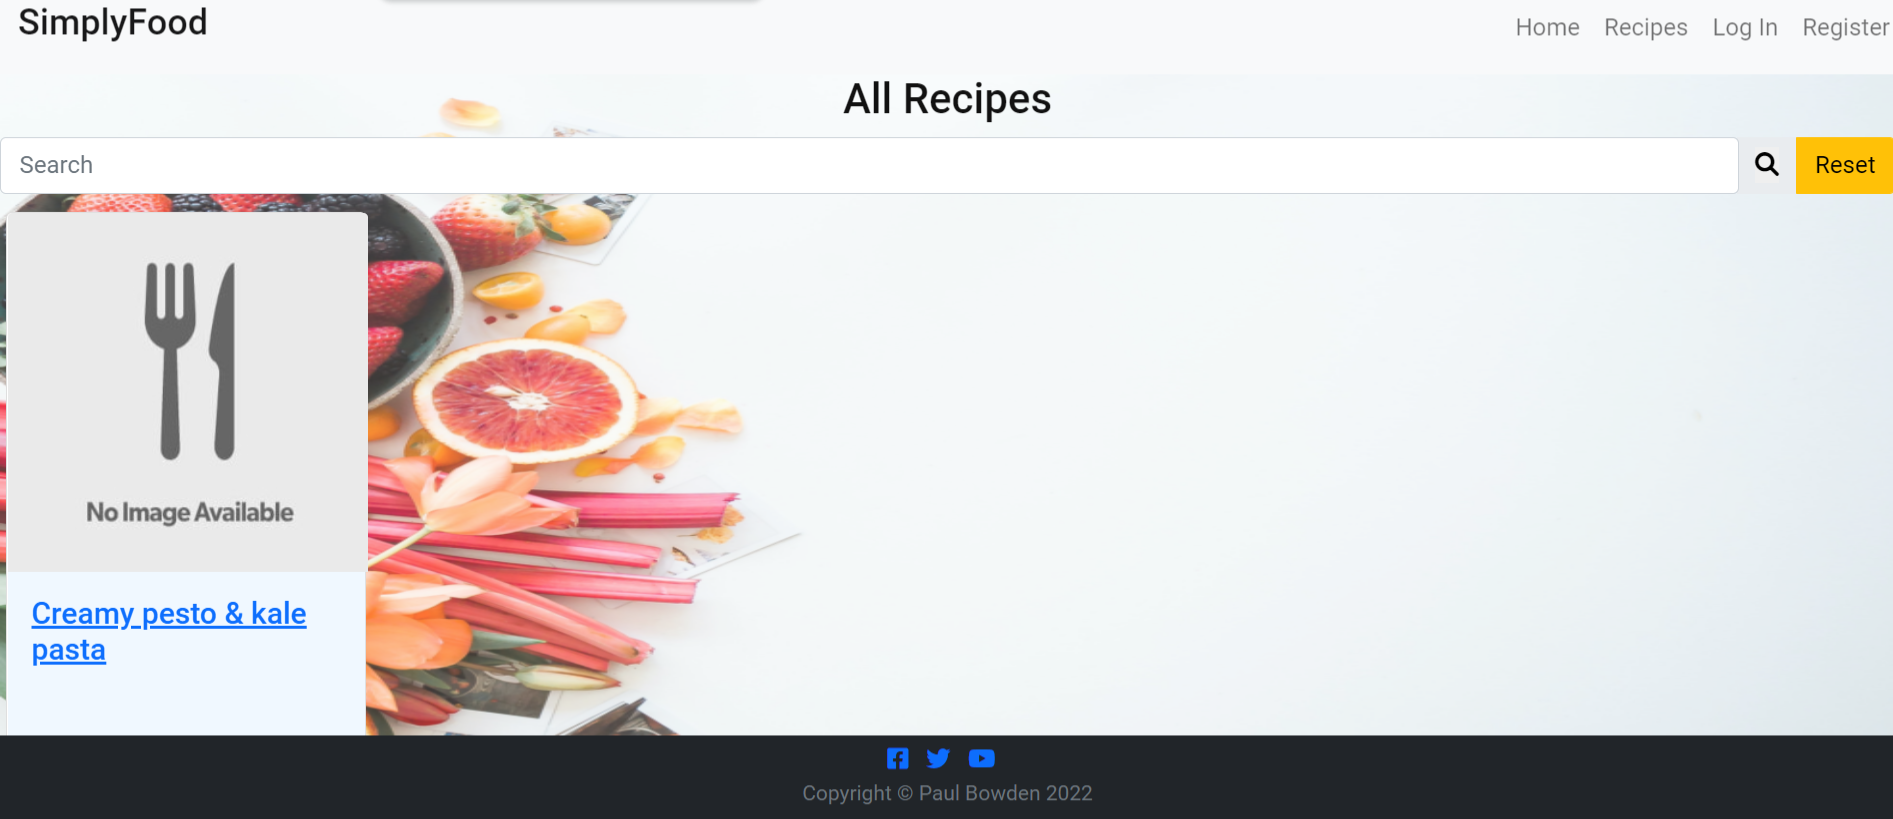 SimplyFood
Home Recipes Log In Register
All Recipes
Search
Reset
No Image Available
Creamy pesto & kale
pasta
Copyright © Paul Bowden 2022